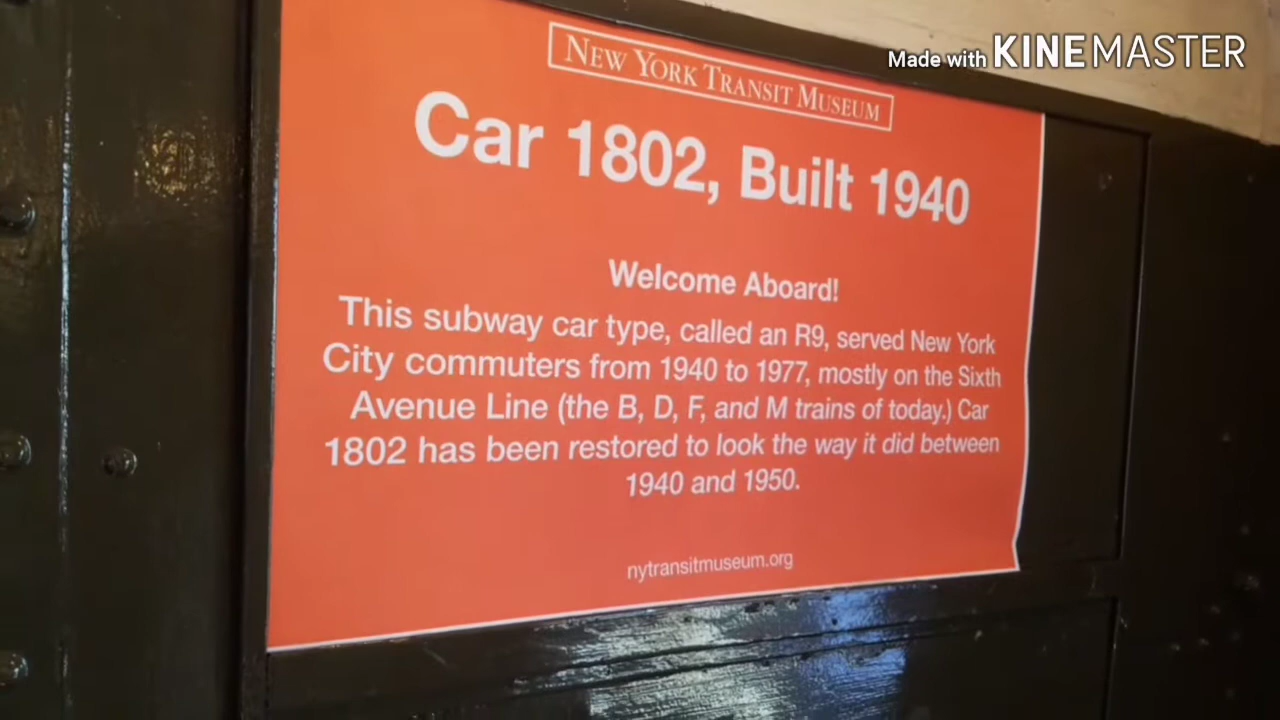 Made with KINEMASTER
NEW YORK TRANSIT MUSEUM
Car 1802, Built 1940
Welcome Aboard!
This subway car type, called an R9, served New York
City commuters from 1940 to 1977, mostly on the Sixth
Avenue Line (the B, D, F, and M trains of today.) Car
1802 has been restored to look the way it did between
1940 and 1950.
nytransitmuseum.org